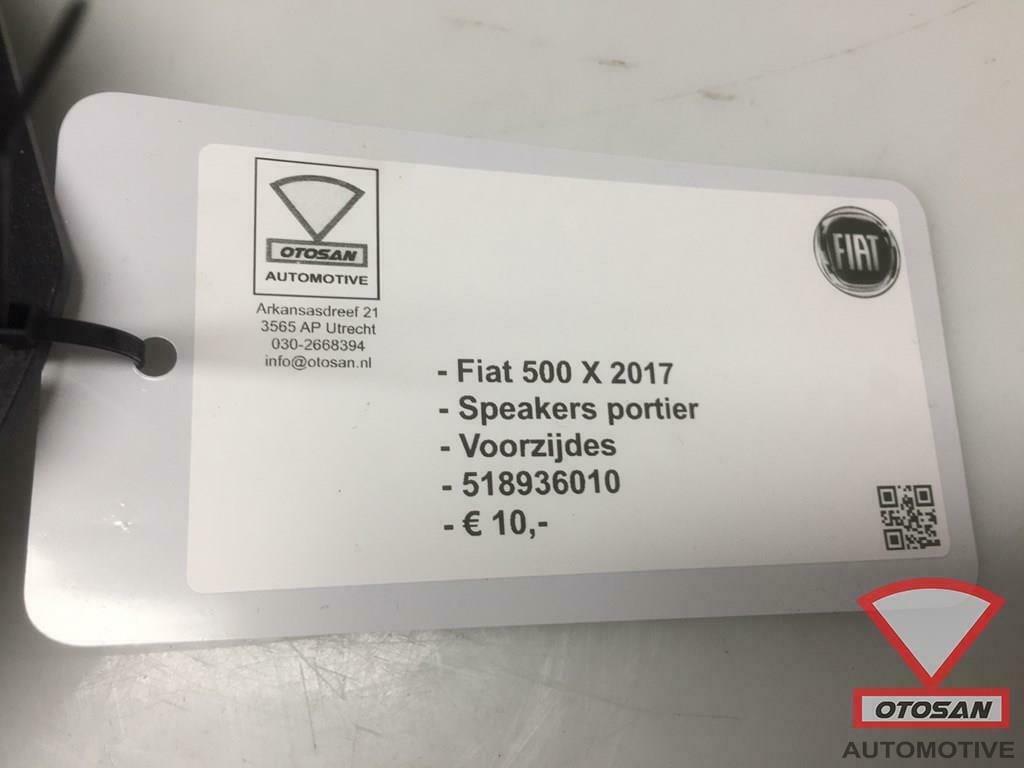 OTOSAN
AUTOMOTIVE
Arkansasdreef 21
3565 AP Utrecht
030-2668394
info@otosan.nl
FIAT
- Fiat 500 X 2017
- Speakers portier
- Voorzijdes
- 518936010
- € 10,-
OTOSAN
AUTOMOTIVE